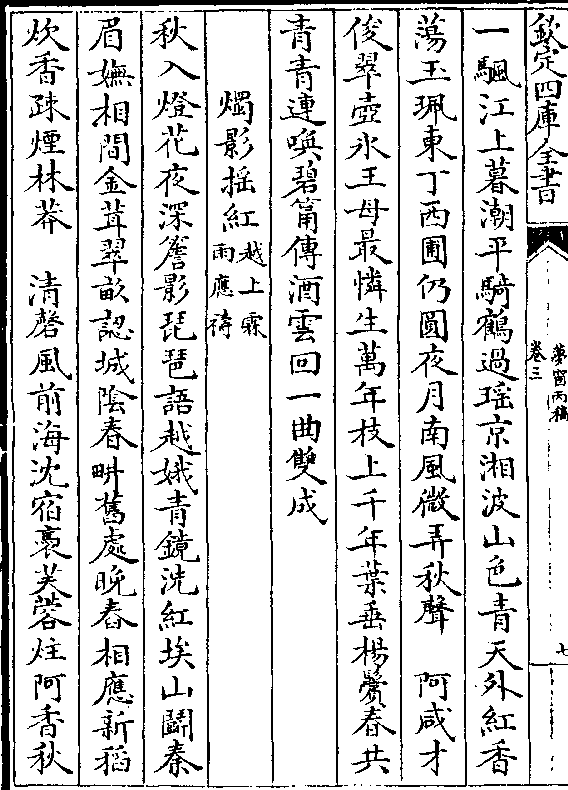 欽定四庫全書
夢窗丙稿
卷三
七
一颿江上暮潮平騎鶴過瑶京湘波山色青天外紅香
蕩玉珮東丁西圃仍圓夜月南風微弄秋聲　阿咸才
俊翠壺氷王母最憐生萬年枝上千年葉垂楊鬢春共
青青連喚碧筩傳酒雲回一曲雙成
燭影揺紅越上霖雨應禱
秋入燈花夜深簷影琵琶語越娥青鏡洗紅埃山鬬秦
眉嫵相間金茸翠畝認城陰春畊舊處晚舂相應新稻
炊香疎煙林莽　清磬風前海沈宿裊芙蓉炷阿香秋